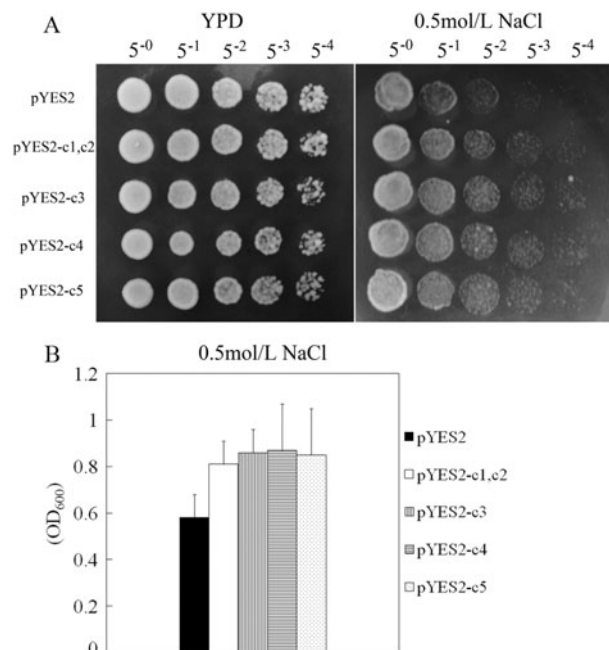 A YPD 0.5mol/L NaCl
5-0 5-1 5-2 5-3 5-4 5-0 5-1 5-2 5-3 5-4
pYES2
pYES2-c1,c2
pYES2-c3
pYES2-c4
pYES2-c5
B 0.5mol/L NaCl
1.2
1
0.8
0.6
0.4
0.2
0
(OD600)
pYES2
pYES2-c1,c2
pYES2-c3
pYES2-c4
pYES2-c5